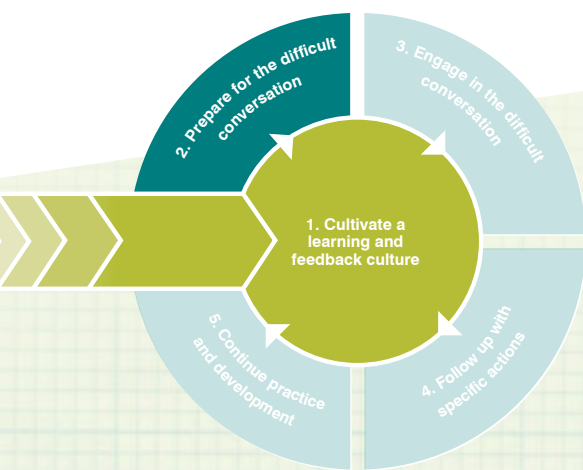 1. Cultivate a
learning and
feedback culture
2. Prepare for the difficult
conversation
3. Engage in the difficult
conversation
4. Follow up with
specific actions
5. Continue practice
and development